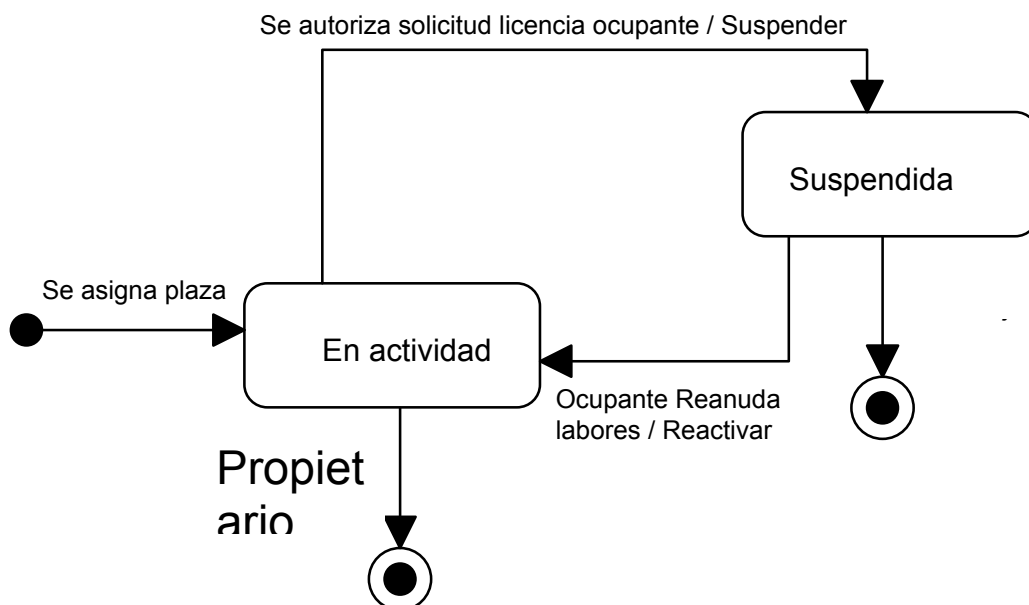 Se autoriza solicitud licencia ocupante / Suspender
Suspendida
Se asigna plaza
En actividad
Ocupante Reanuda
labores / Reactivar
Propiet
ario